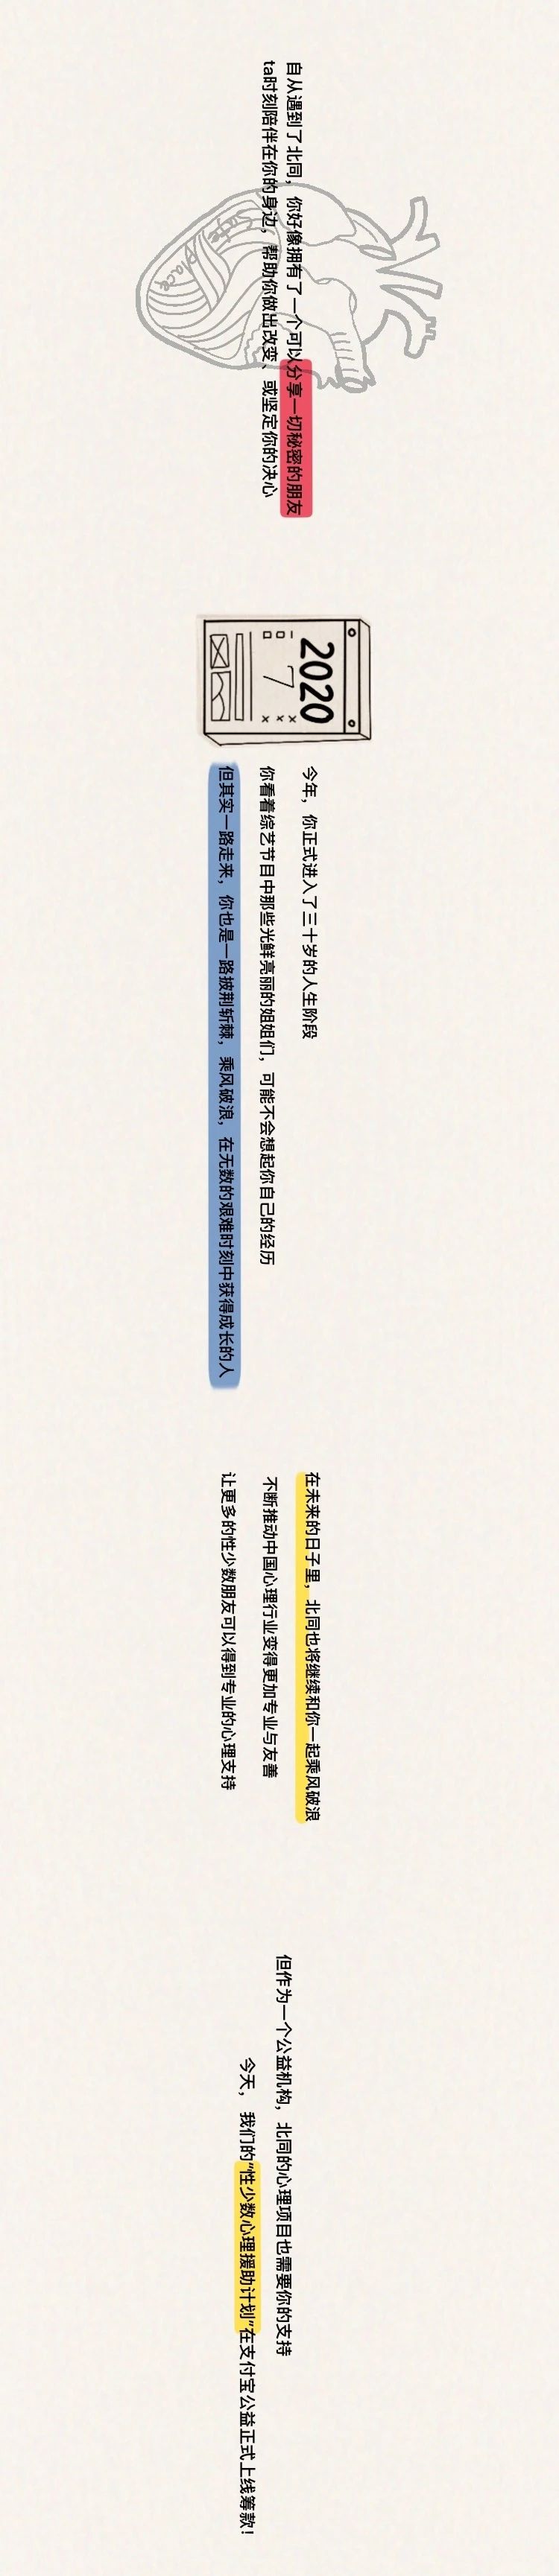 自从遇到了北同，你好像拥有了一个可以分享一切秘密的朋友
ta时刻陪伴在你的身边，帮助你做出改变、或坚定你的决心
Safe
place
2020
7
今年，你正式进入了三十岁的人生阶段
你看着综艺节目中那些光鲜亮丽的姐姐们，可能不会想起你自己的经历
但其实一路走来，你也是一路披荆斩棘，乘风破浪，在无数的艰难时刻中获得成长的人
在未来的日子里，北同也将继续和你一起乘风破浪
不断推动中国心理行业变得更加专业与友善
让更多的性少数朋友可以得到专业的心理支持
但作为一个公益机构，北同的心理项目也需要你的支持
今天，我们的“性少数心理援助计划”在支付宝公益正式上线筹款！